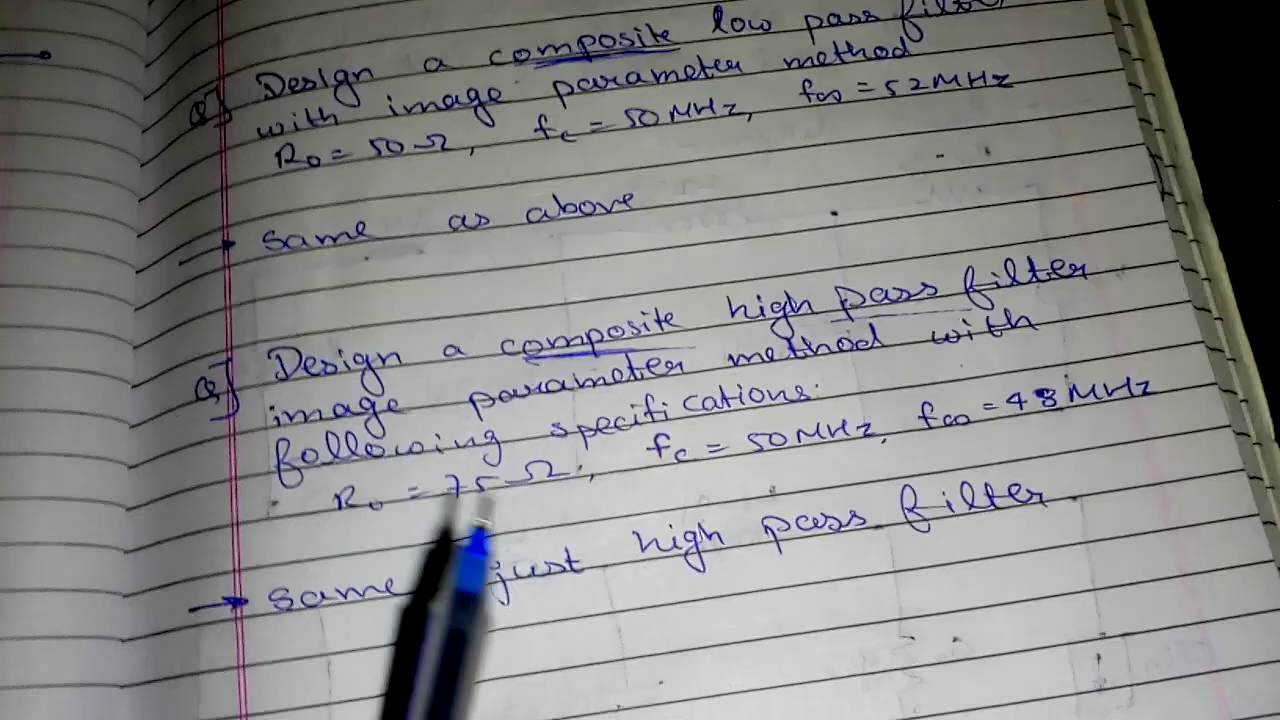 Q] Design a composite low pass filter
with image parameter method
R₀ = 50 Ω, fc = 50 MHz, f∞ = 52 MHz
→ same as above
Q] Design a composite high pass filter
image parameter method with
following specifications.
R₀ = 75 Ω, fc = 50 MHz, f∞ = 48 MHz
→ same just high pass filter